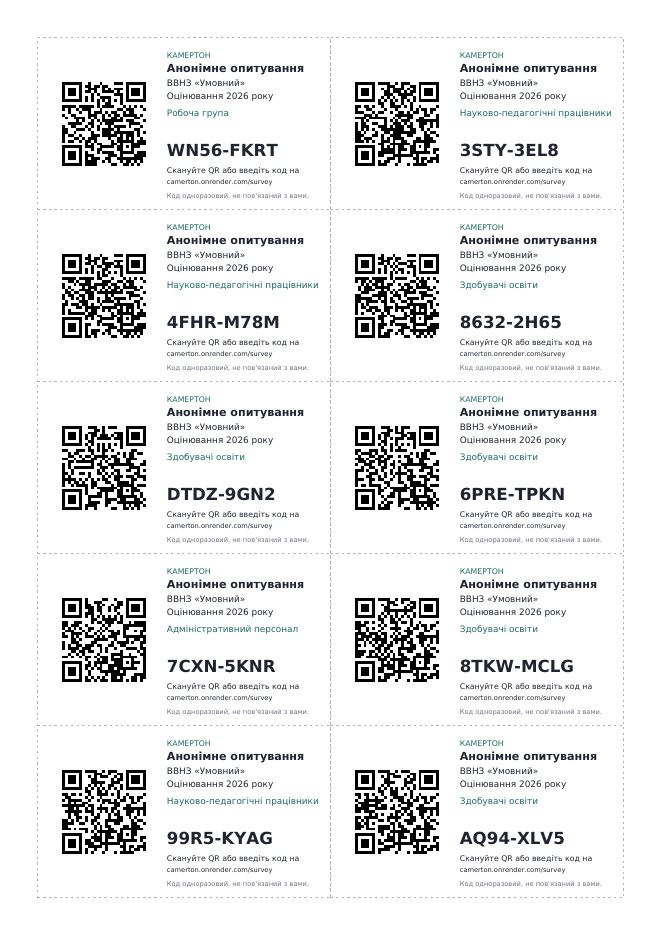 КАМЕРТОН
Анонімне опитування
ВВНЗ «Умовний»
Оцінювання 2026 року
Робоча група
WN56-FKRT
Скануйте QR або введіть код на
camerton.onrender.com/survey
Код одноразовий, не пов'язаний з вами.
КАМЕРТОН
Анонімне опитування
ВВНЗ «Умовний»
Оцінювання 2026 року
Науково-педагогічні працівники
3STY-3EL8
Скануйте QR або введіть код на
camerton.onrender.com/survey
Код одноразовий, не пов'язаний з вами.
КАМЕРТОН
Анонімне опитування
ВВНЗ «Умовний»
Оцінювання 2026 року
Науково-педагогічні працівники
4FHR-M78M
Скануйте QR або введіть код на
camerton.onrender.com/survey
Код одноразовий, не пов'язаний з вами.
КАМЕРТОН
Анонімне опитування
ВВНЗ «Умовний»
Оцінювання 2026 року
Здобувачі освіти
8632-2H65
Скануйте QR або введіть код на
camerton.onrender.com/survey
Код одноразовий, не пов'язаний з вами.
КАМЕРТОН
Анонімне опитування
ВВНЗ «Умовний»
Оцінювання 2026 року
Здобувачі освіти
DTDZ-9GN2
Скануйте QR або введіть код на
camerton.onrender.com/survey
Код одноразовий, не пов'язаний з вами.
КАМЕРТОН
Анонімне опитування
ВВНЗ «Умовний»
Оцінювання 2026 року
Здобувачі освіти
6PRE-TPKN
Скануйте QR або введіть код на
camerton.onrender.com/survey
Код одноразовий, не пов'язаний з вами.
КАМЕРТОН
Анонімне опитування
ВВНЗ «Умовний»
Оцінювання 2026 року
Адміністративний персонал
7CXN-5KNR
Скануйте QR або введіть код на
camerton.onrender.com/survey
Код одноразовий, не пов'язаний з вами.
КАМЕРТОН
Анонімне опитування
ВВНЗ «Умовний»
Оцінювання 2026 року
Здобувачі освіти
8TKW-MCLG
Скануйте QR або введіть код на
camerton.onrender.com/survey
Код одноразовий, не пов'язаний з вами.
КАМЕРТОН
Анонімне опитування
ВВНЗ «Умовний»
Оцінювання 2026 року
Науково-педагогічні працівники
99R5-KYAG
Скануйте QR або введіть код на
camerton.onrender.com/survey
Код одноразовий, не пов'язаний з вами.
КАМЕРТОН
Анонімне опитування
ВВНЗ «Умовний»
Оцінювання 2026 року
Здобувачі освіти
AQ94-XLV5
Скануйте QR або введіть код на
camerton.onrender.com/survey
Код одноразовий, не пов'язаний з вами.